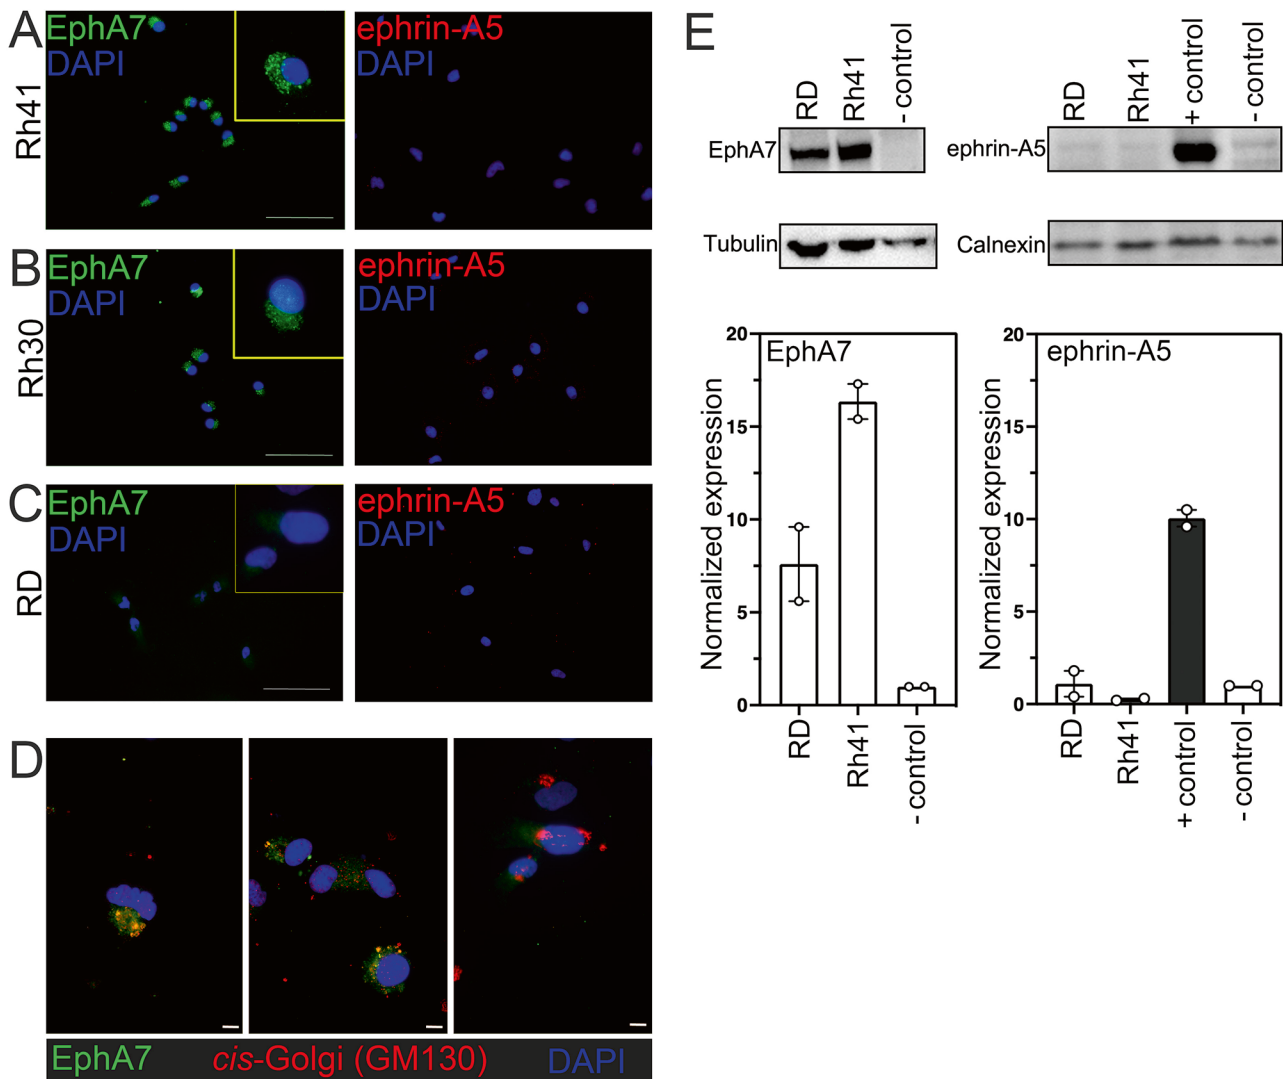 A
Rh41
EphA7
DAPI
ephrin-A5
DAPI
B
Rh30
EphA7
DAPI
ephrin-A5
DAPI
C
RD
EphA7
DAPI
ephrin-A5
DAPI
D
EphA7 cis-Golgi (GM130) DAPI
E
RD Rh41 - control
EphA7
Tubulin
RD Rh41 + control - control
ephrin-A5
Calnexin
EphA7
Normalized expression
20
15
10
5
0
RD Rh41 - control
ephrin-A5
Normalized expression
20
15
10
5
0
RD Rh41 + control - control